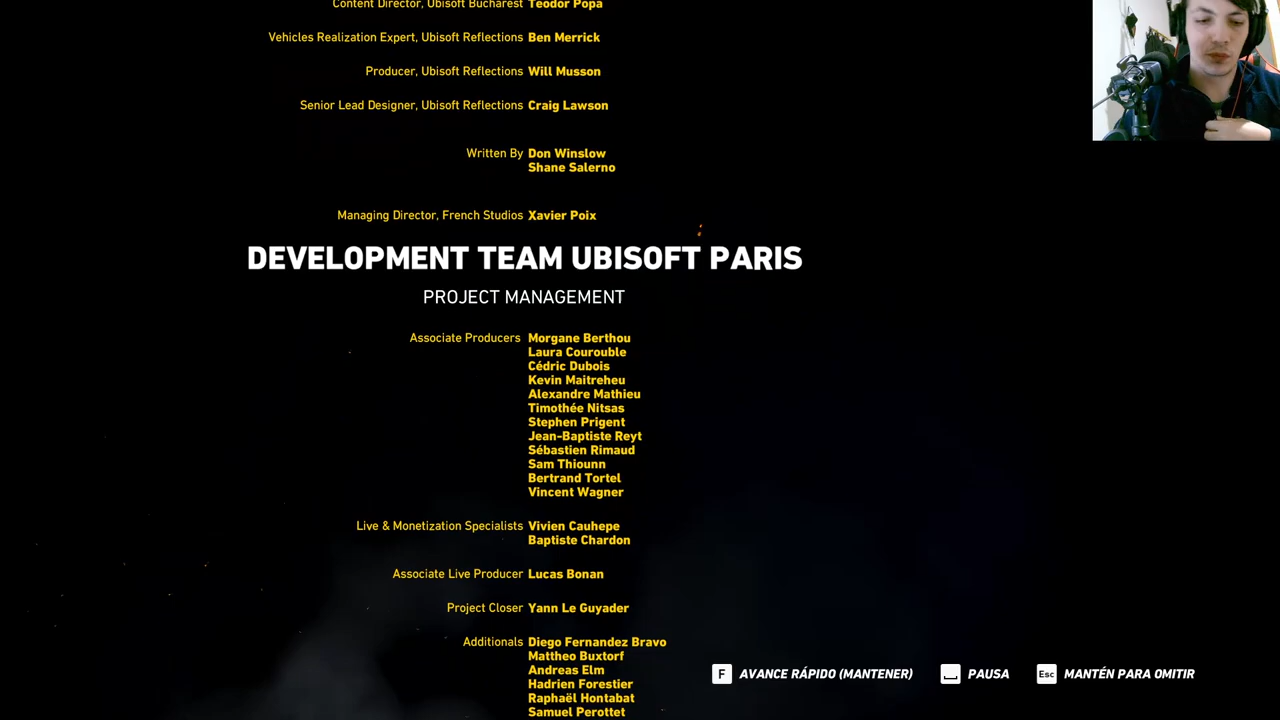 Content Director, Ubisoft Bucharest Teodor Popa
Vehicles Realization Expert, Ubisoft Reflections Ben Merrick
Producer, Ubisoft Reflections Will Musson
Senior Lead Designer, Ubisoft Reflections Craig Lawson
Written By Don Winslow
Shane Salerno
Managing Director, French Studios Xavier Poix
DEVELOPMENT TEAM UBISOFT PARIS
PROJECT MANAGEMENT
Associate Producers Morgane Berthou
Laura Courouble
Cédric Dubois
Kevin Maitreheu
Alexandre Mathieu
Timothée Nitsas
Stephen Prigent
Jean-Baptiste Reyt
Sébastien Rimaud
Sam Thiounn
Bertrand Tortel
Vincent Wagner
Live & Monetization Specialists Vivien Cauhepe
Baptiste Chardon
Associate Live Producer Lucas Bonan
Project Closer Yann Le Guyader
Additionals Diego Fernandez Bravo
Mattheo Buxtorf
Andreas Elm
Hadrien Forestier
Raphaël Hontabat
Samuel Perottet
F AVANCE RÁPIDO (MANTENER) PAUSA Esc MANTÉN PARA OMITIR